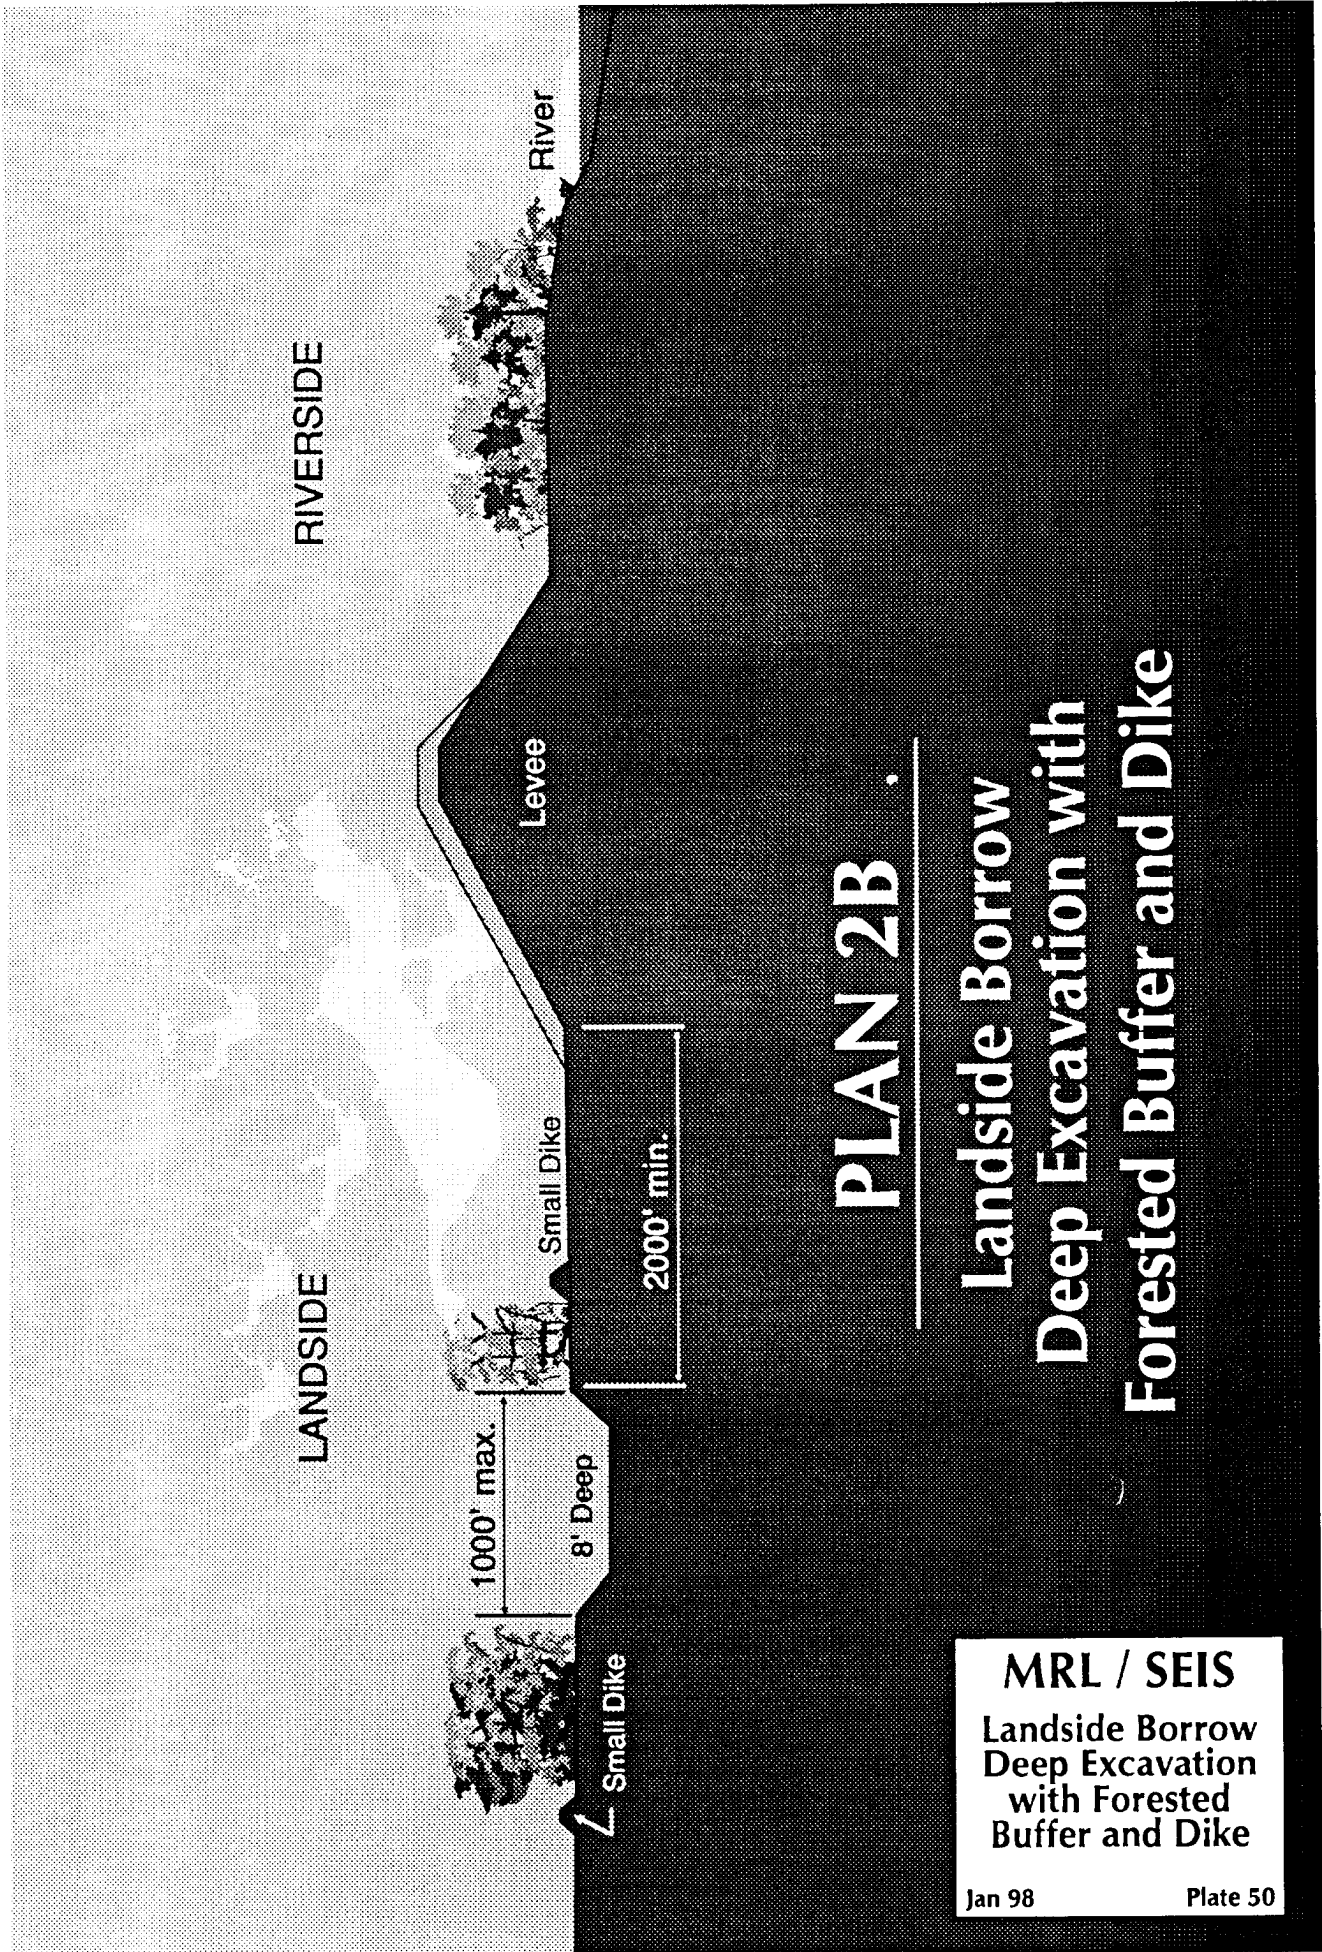 LANDSIDE
RIVERSIDE
1000' max.
8' Deep
Small Dike
Small Dike
2000' min.
Levee
River
PLAN 2B
Landside Borrow
Deep Excavation with
Forested Buffer and Dike
MRL / SEIS
Landside Borrow
Deep Excavation
with Forested
Buffer and Dike
Jan 98
Plate 50